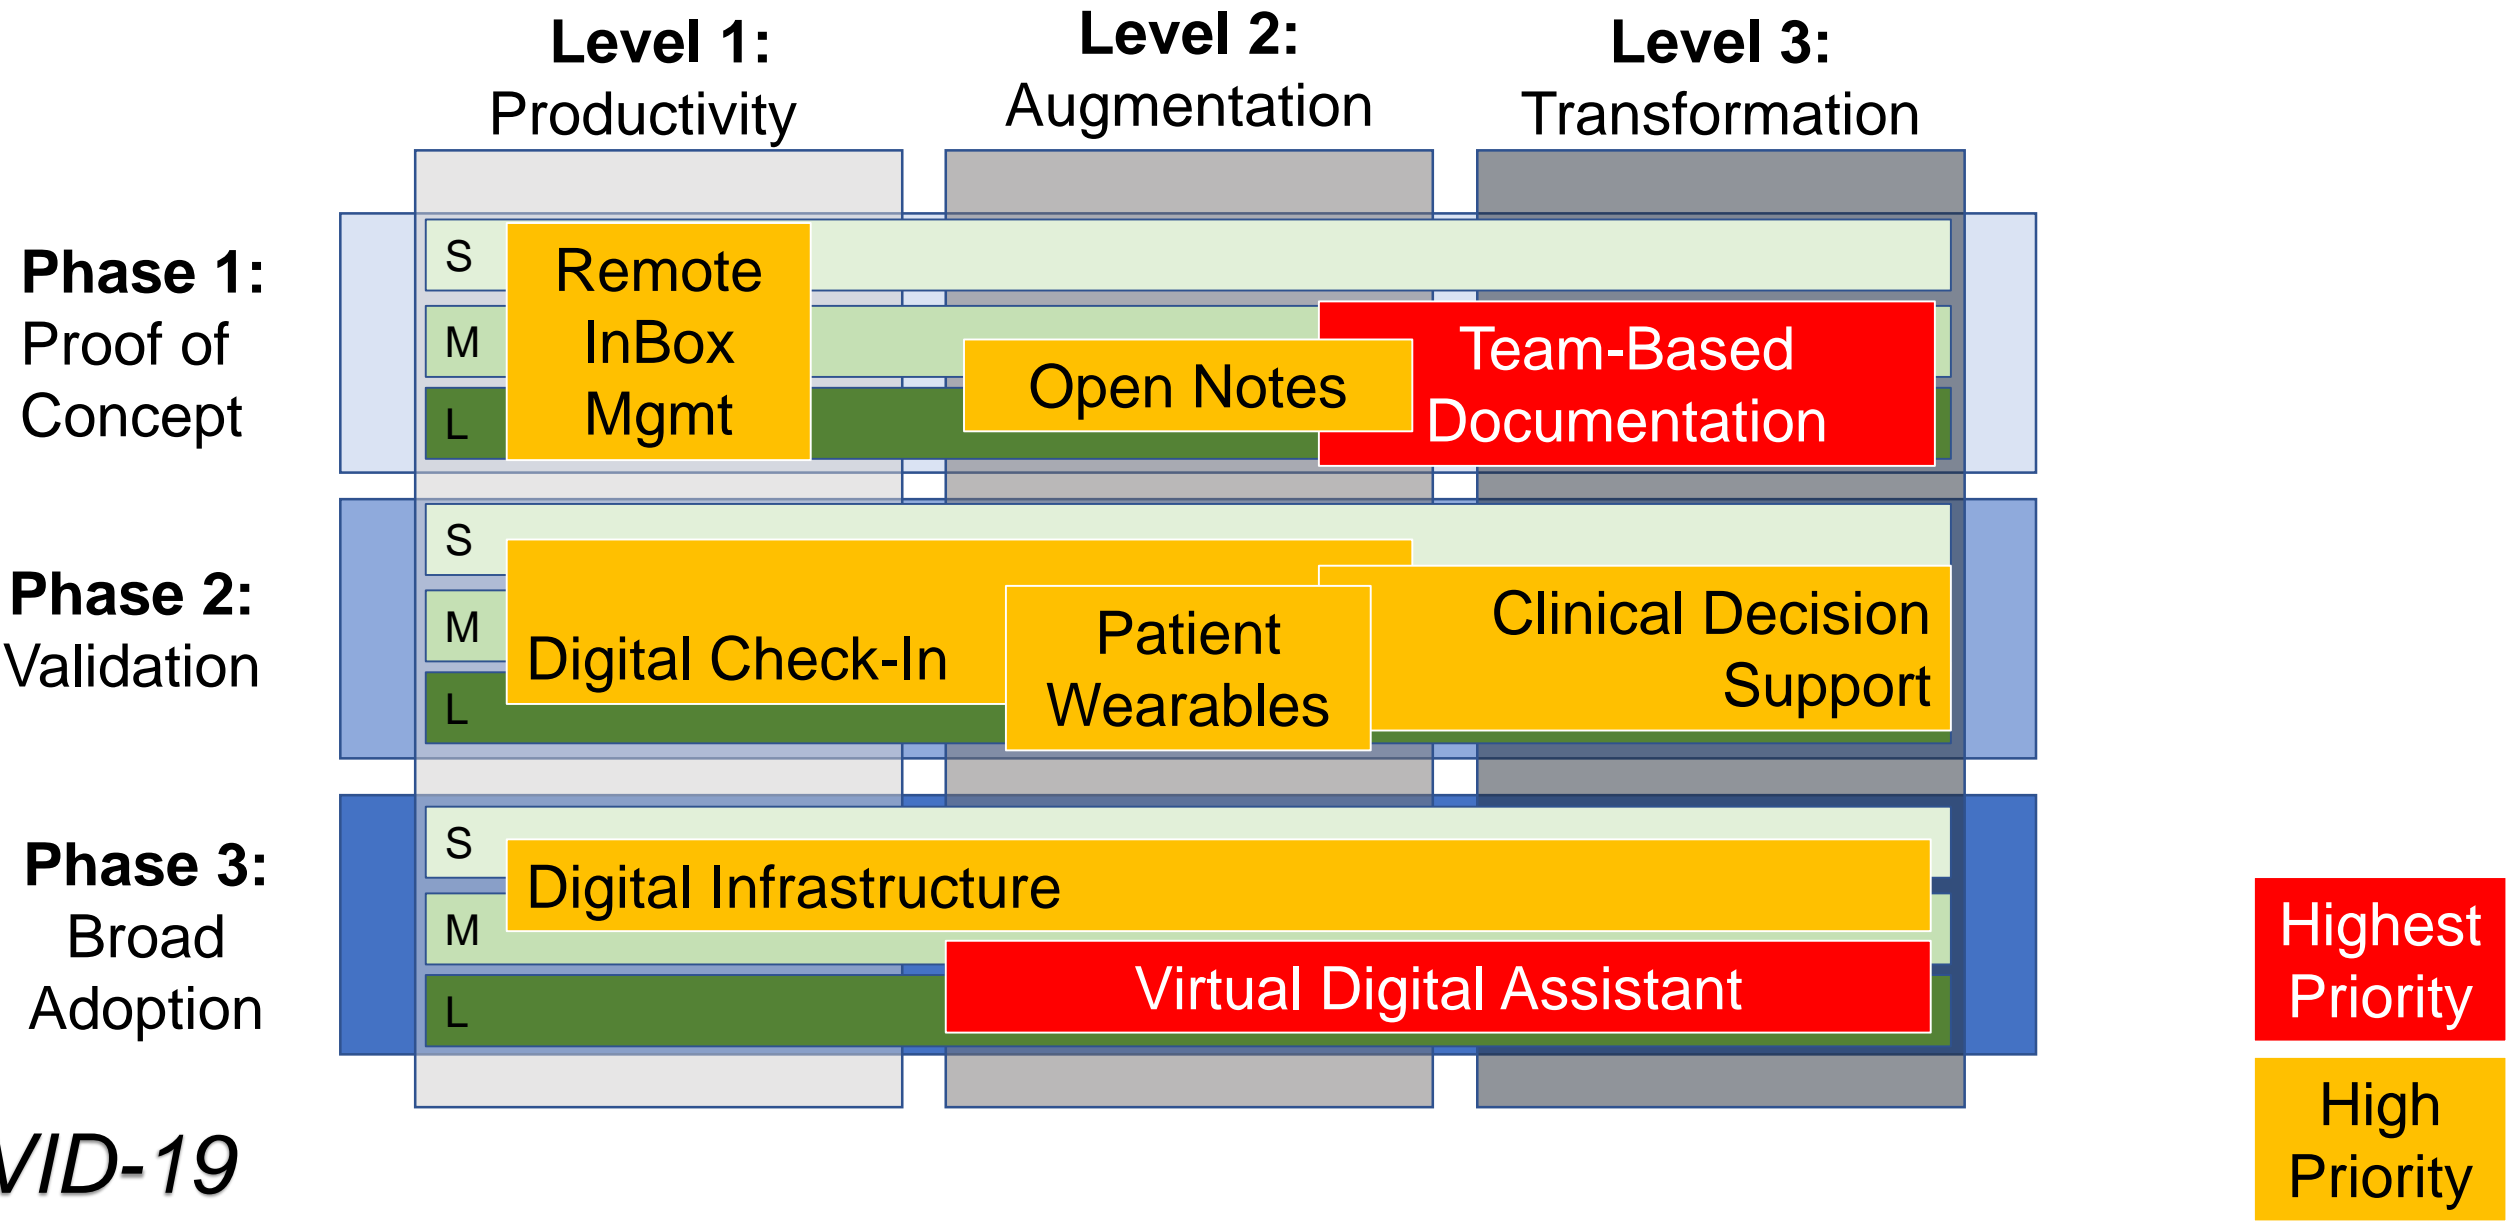 Level 1:
Productivity
Level 2:
Augmentation
Level 3:
Transformation
Phase 1:
Proof of
Concept
S
M
L
Remote
InBox
Mgmt
Open Notes
Team-Based
Documentation
Phase 2:
Validation
S
M
L
Digital Check-In
Patient
Wearables
Clinical Decision
Support
Phase 3:
Broad
Adoption
S
M
L
Digital Infrastructure
Virtual Digital Assistant
Highest
Priority
High
Priority
VID-19